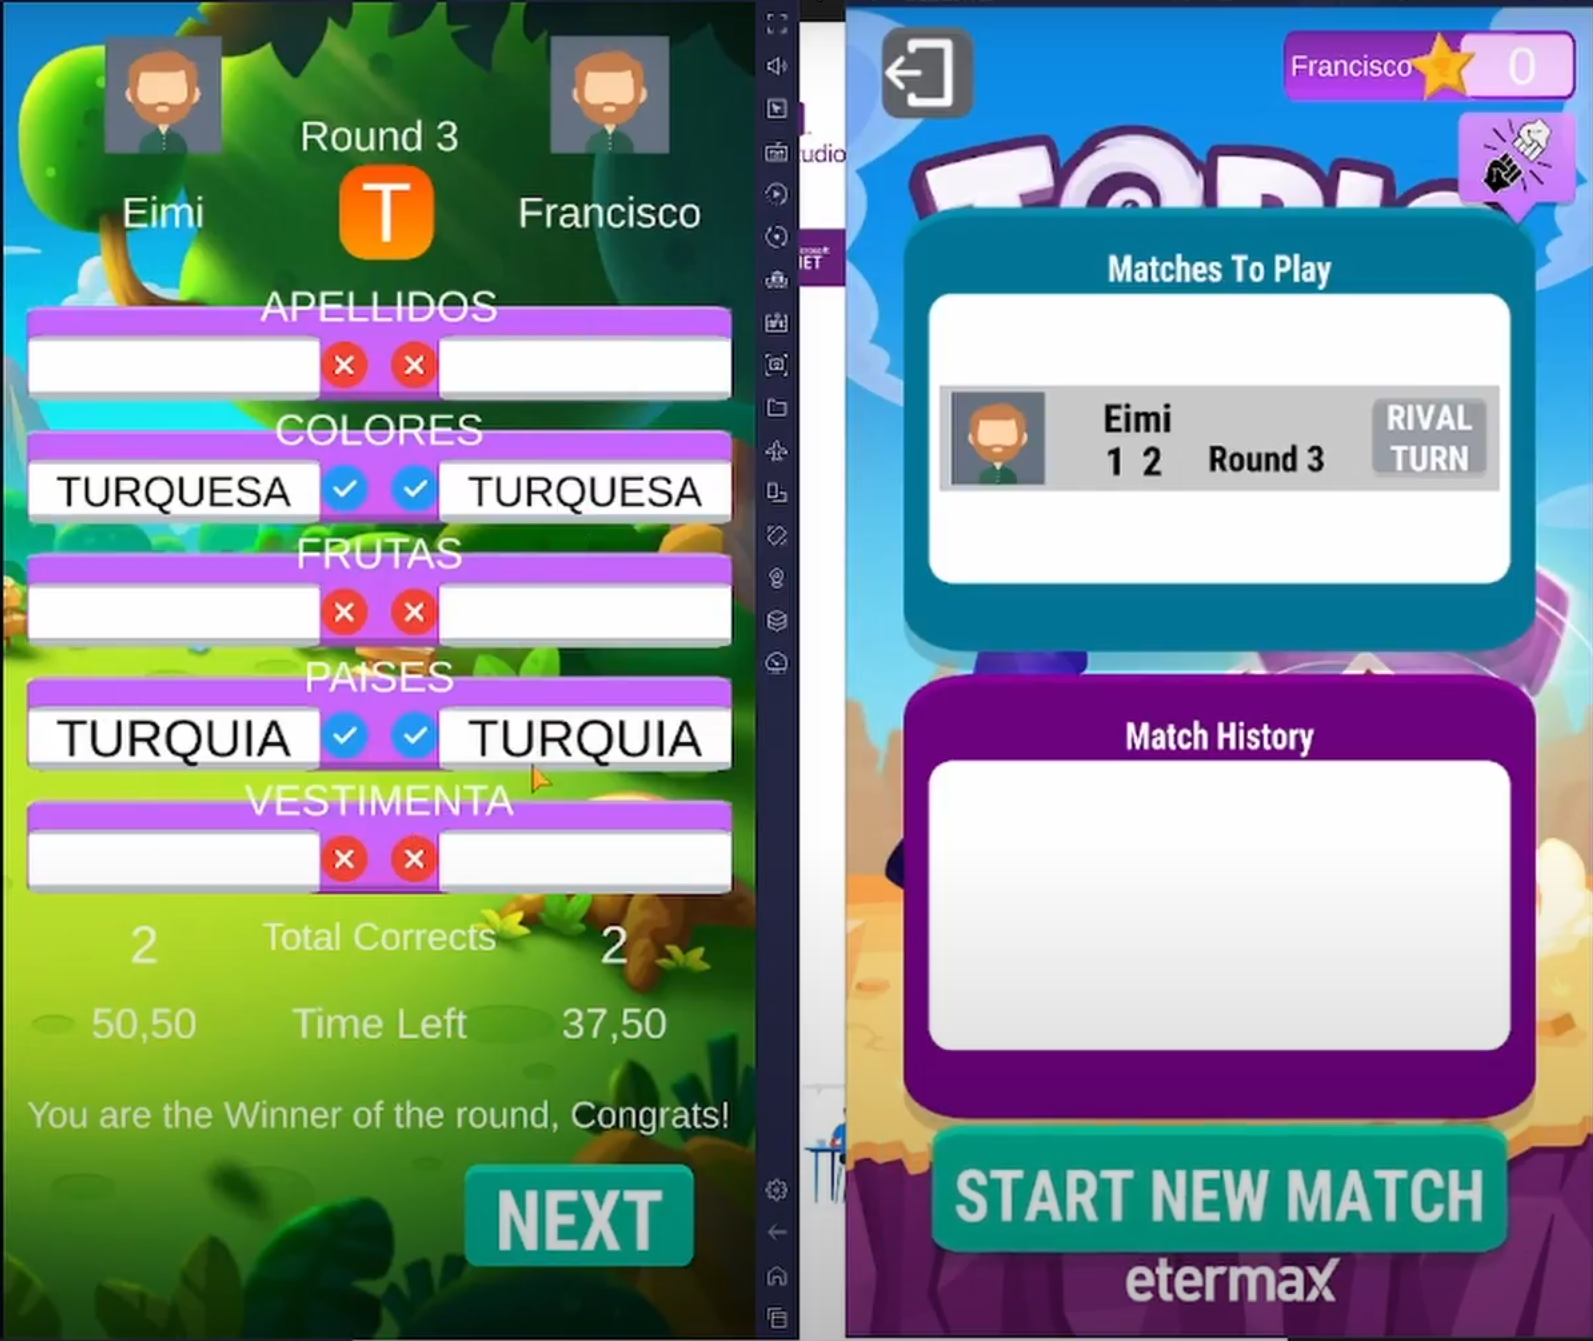 Round 3
T
Eimi
Francisco
APELLIDOS
COLORES
TURQUESA
TURQUESA
FRUTAS
PAISES
TURQUIA
TURQUIA
VESTIMENTA
2 Total Corrects 2
50,50 Time Left 37,50
You are the Winner of the round, Congrats!
NEXT
Francisco 0
Matches To Play
Eimi
1 2 Round 3
RIVAL
TURN
Match History
START NEW MATCH
etermax